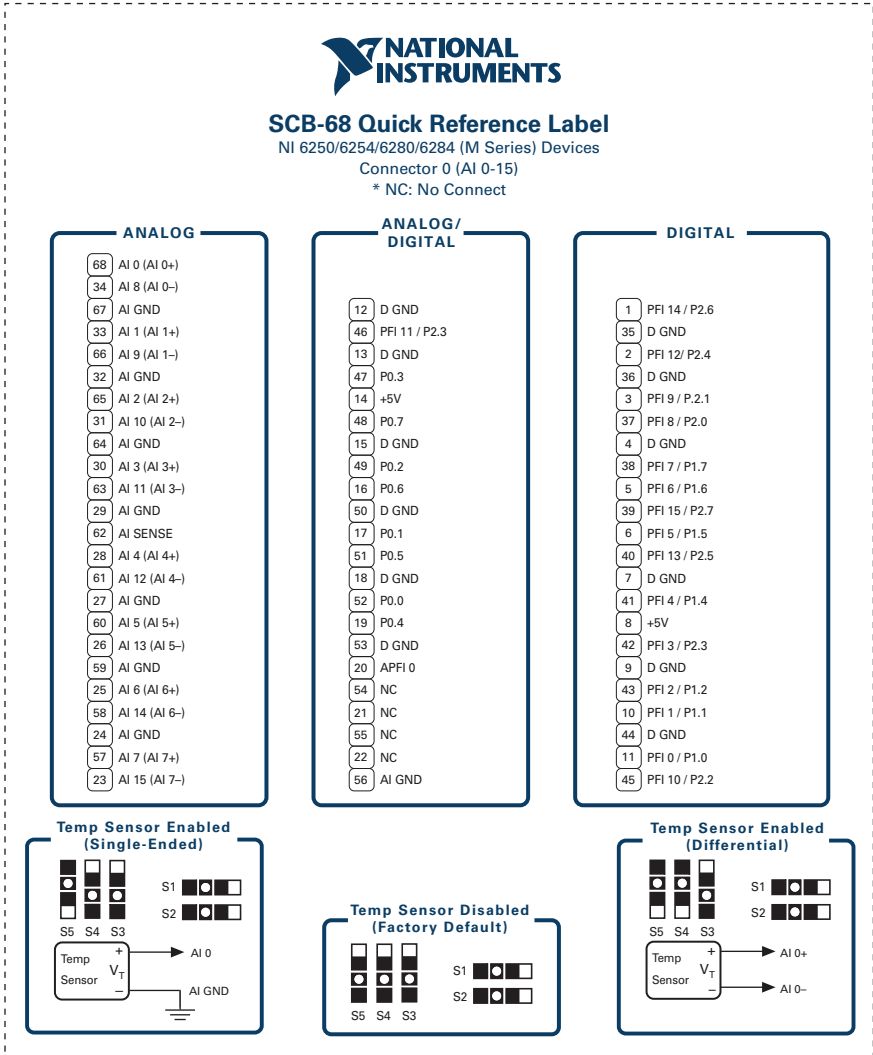 NATIONAL
INSTRUMENTS
SCB-68 Quick Reference Label
NI 6250/6254/6280/6284 (M Series) Devices
Connector 0 (AI 0-15)
* NC: No Connect
ANALOG
68 AI 0 (AI 0+)
34 AI 8 (AI 0–)
67 AI GND
33 AI 1 (AI 1+)
66 AI 9 (AI 1–)
32 AI GND
65 AI 2 (AI 2+)
31 AI 10 (AI 2–)
64 AI GND
30 AI 3 (AI 3+)
63 AI 11 (AI 3–)
29 AI GND
62 AI SENSE
28 AI 4 (AI 4+)
61 AI 12 (AI 4–)
27 AI GND
60 AI 5 (AI 5+)
26 AI 13 (AI 5–)
59 AI GND
25 AI 6 (AI 6+)
58 AI 14 (AI 6–)
24 AI GND
57 AI 7 (AI 7+)
23 AI 15 (AI 7–)
ANALOG/
DIGITAL
12 D GND
46 PFI 11 / P2.3
13 D GND
47 P0.3
14 +5V
48 P0.7
15 D GND
49 P0.2
16 P0.6
50 D GND
17 P0.1
51 P0.5
18 D GND
52 P0.0
19 P0.4
53 D GND
20 APFI 0
54 NC
21 NC
55 NC
22 NC
56 AI GND
DIGITAL
1 PFI 14 / P2.6
35 D GND
2 PFI 12/ P2.4
36 D GND
3 PFI 9 / P.2.1
37 PFI 8 / P2.0
4 D GND
38 PFI 7 / P1.7
5 PFI 6 / P1.6
39 PFI 15 / P2.7
6 PFI 5 / P1.5
40 PFI 13 / P2.5
7 D GND
41 PFI 4 / P1.4
8 +5V
42 PFI 3 / P2.3
9 D GND
43 PFI 2 / P1.2
10 PFI 1 / P1.1
44 D GND
11 PFI 0 / P1.0
45 PFI 10 / P2.2
Temp Sensor Enabled
(Single-Ended)
S1
S2
S5 S4 S3
Temp
Sensor
+
VT
–
AI 0
AI GND
Temp Sensor Disabled
(Factory Default)
S1
S2
S5 S4 S3
Temp Sensor Enabled
(Differential)
S1
S2
S5 S4 S3
Temp
Sensor
+
VT
–
AI 0+
AI 0–